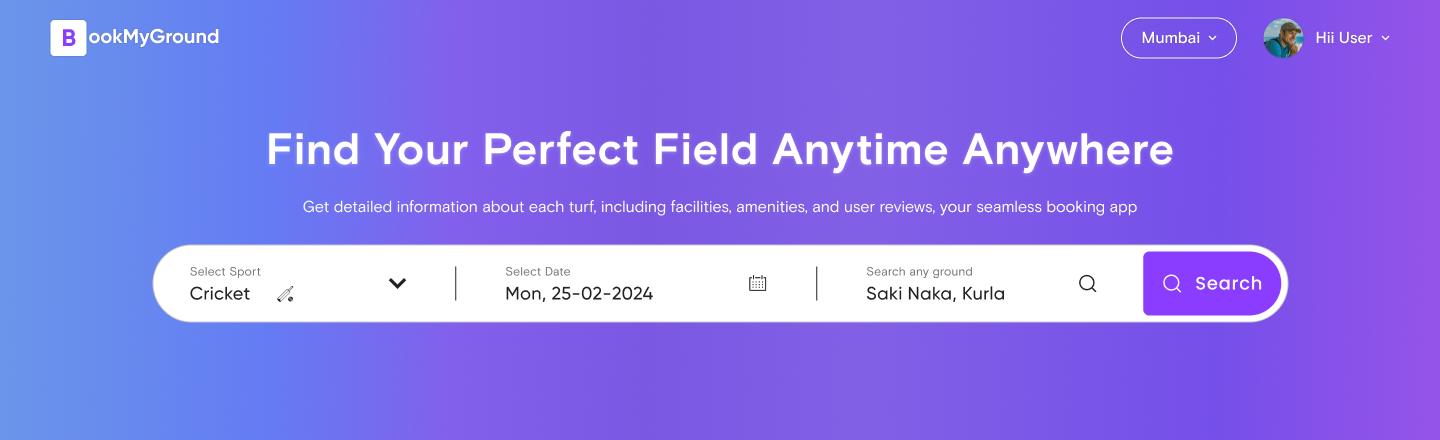 BookMyGround
Mumbai
Hii User
Find Your Perfect Field Anytime Anywhere
Get detailed information about each turf, including facilities, amenities, and user reviews, your seamless booking app
Select Sport
Cricket
Select Date
Mon, 25-02-2024
Search any ground
Saki Naka, Kurla
Search